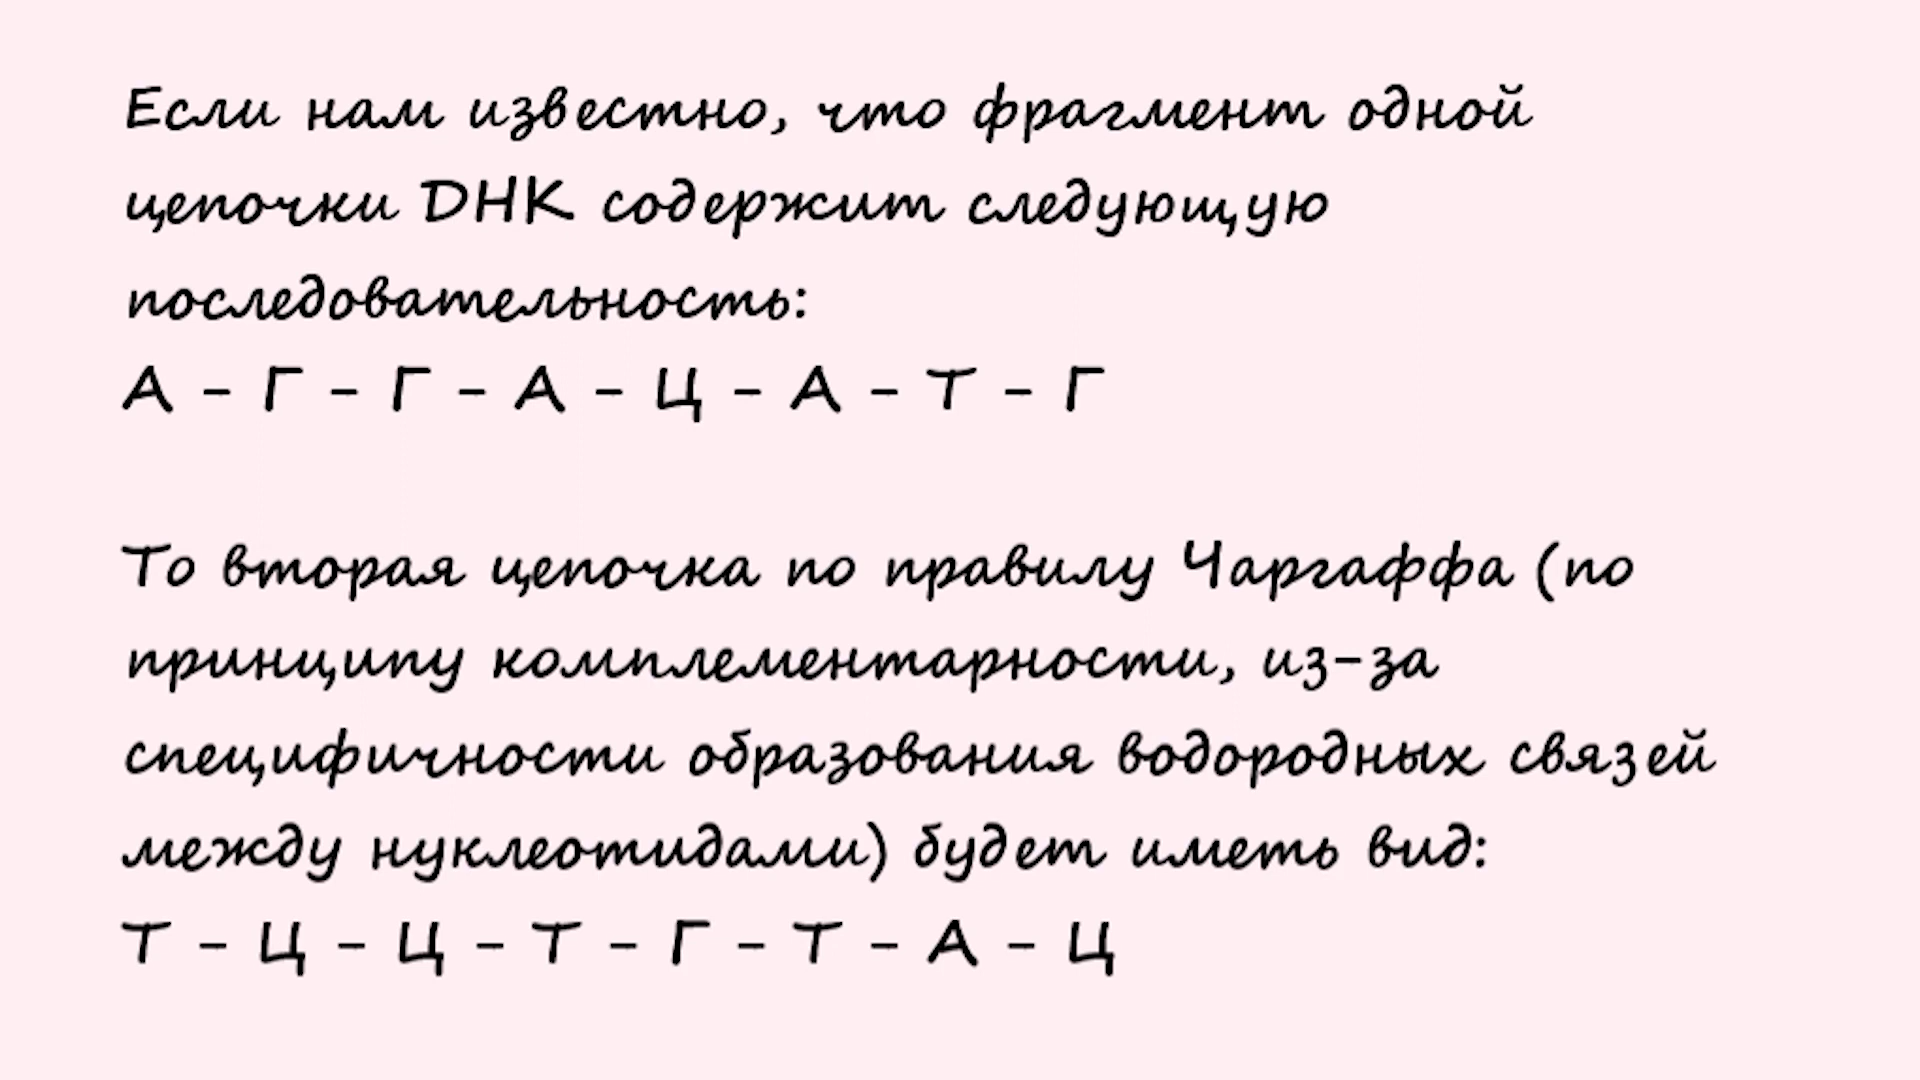 Если нам известно, что фрагмент одной
цепочки DНК содержит следующую
последовательность:
А - Г - Г - А - Ц - А - Т - Г
То вторая цепочка по правилу Чаргаффа (по
принципу комплементарности, из-за
специфичности образования водородных связей
между нуклеотидами) будет иметь вид:
Т - Ц - Ц - Т - Г - Т - А - Ц